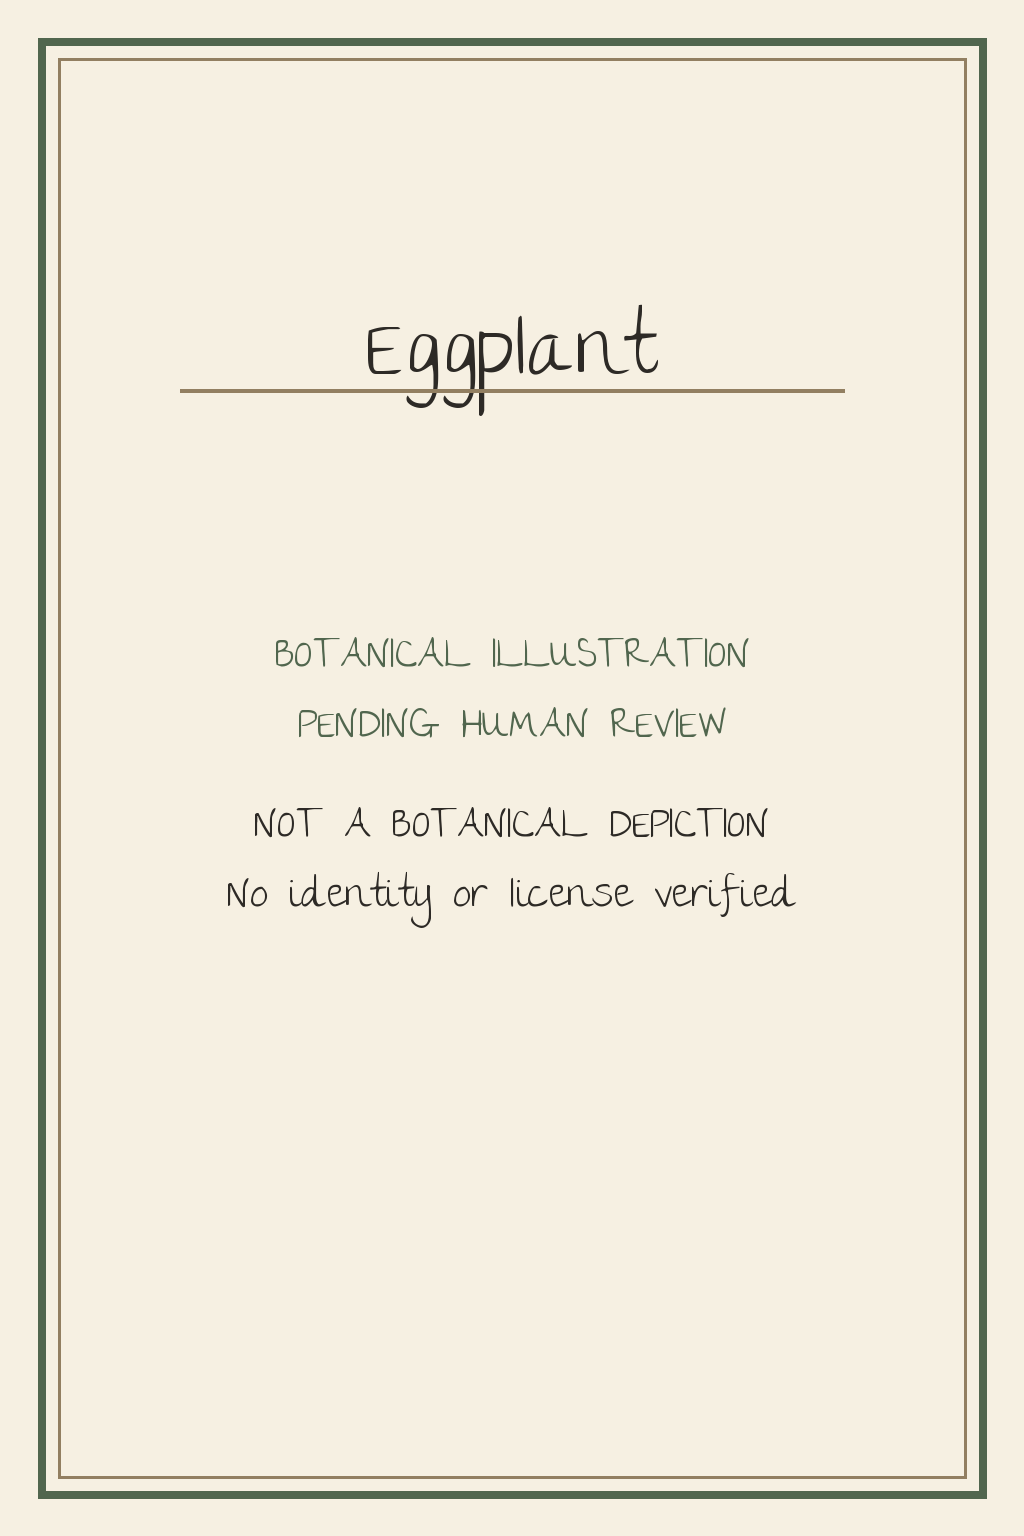 Eggplant
BOTANICAL ILLUSTRATION
PENDING HUMAN REVIEW
NOT A BOTANICAL DEPICTION
No identity or license verified